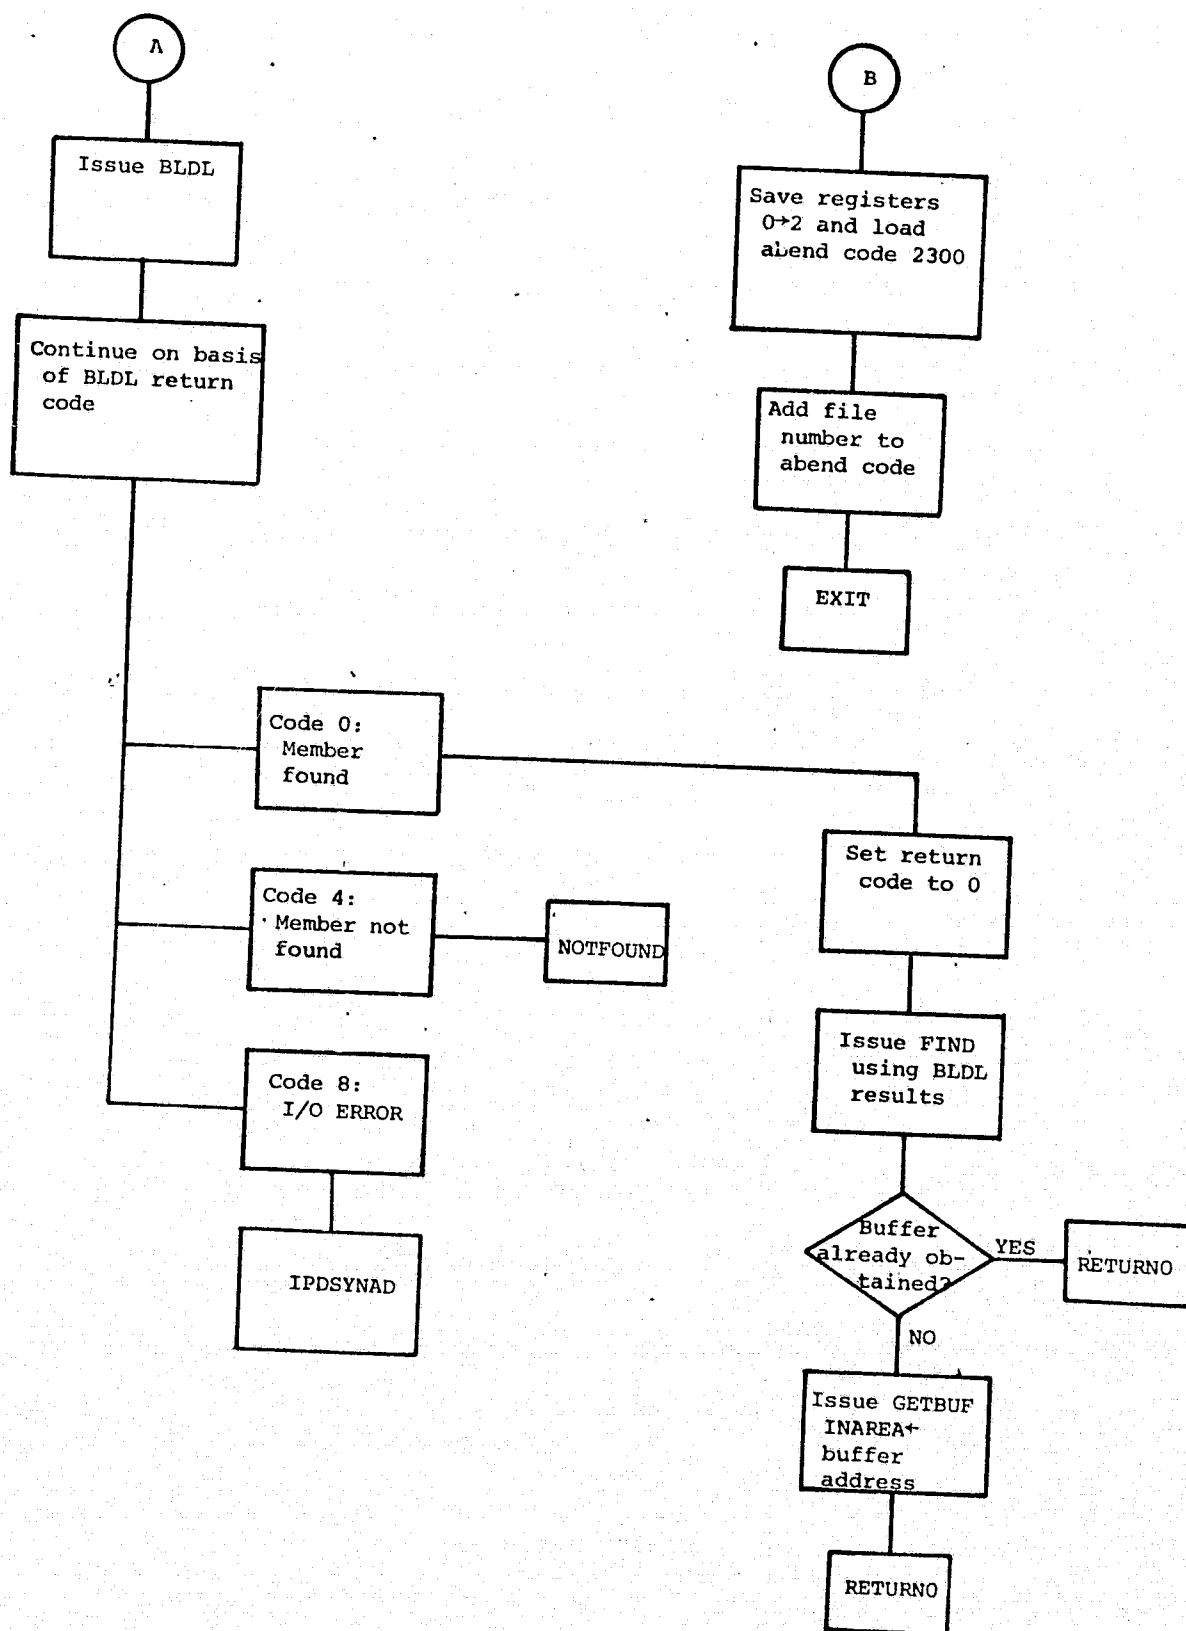 A
Issue BLDL
Continue on basis
of BLDL return
code
B
Save registers
0→2 and load
abend code 2300
Add file
number to
abend code
EXIT
Code 0:
Member
found
Code 4:
Member not
found
NOTFOUND
Code 8:
I/O ERROR
IPDSYNAD
Set return
code to 0
Issue FIND
using BLDL
results
Buffer
already ob-
tained?
YES
RETURNO
NO
Issue GETBUF
INAREA←
buffer
address
RETURNO